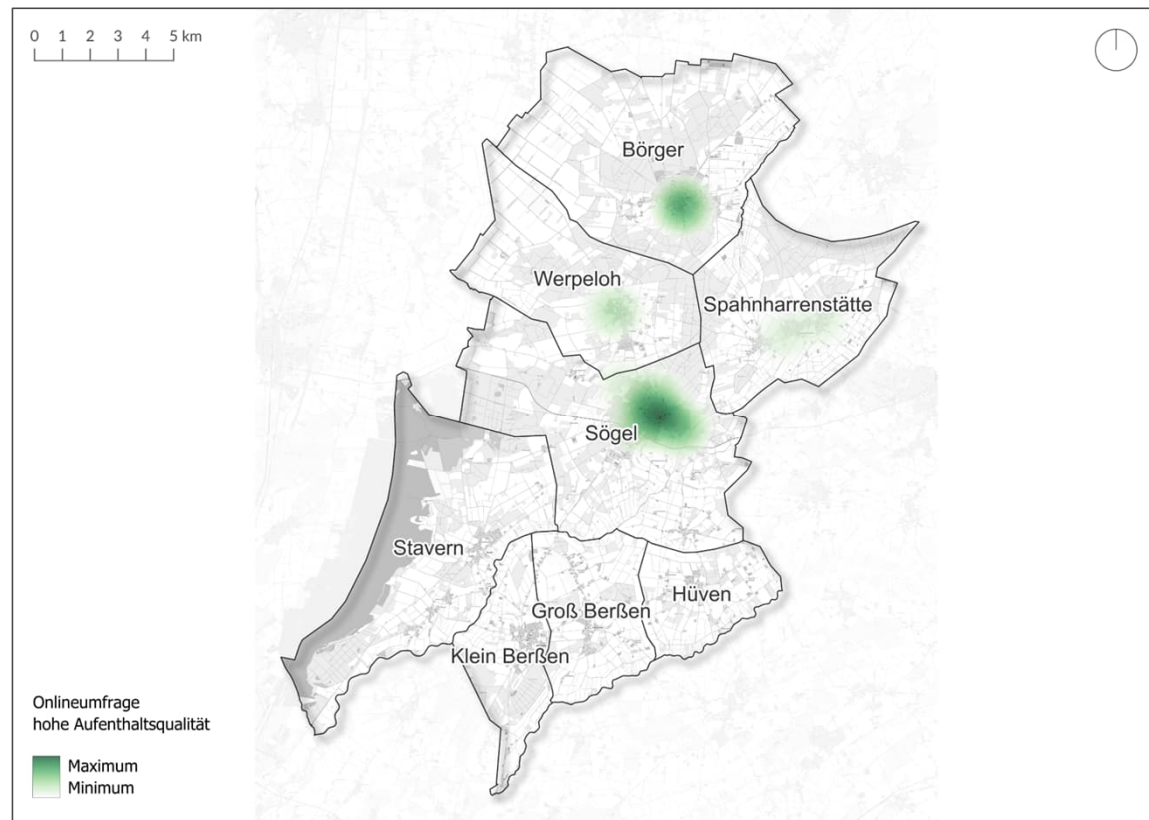 0 1 2 3 4 5 km
Börger
Werpeloh
Spahnharrenstätte
Sögel
Stavern
Hüven
Groß Berßen
Klein Berßen
Onlineumfrage
hohe Aufenthaltsqualität
Maximum
Minimum